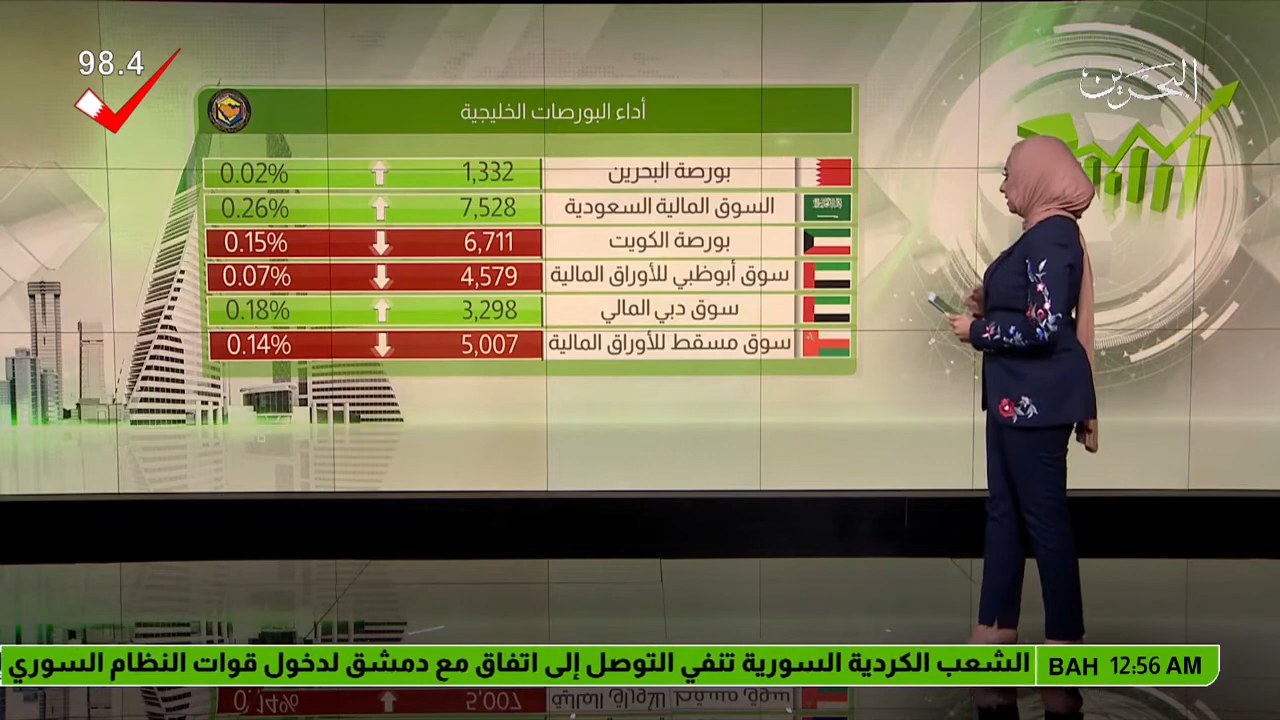 98.4
البحرين
أداء البورصات الخليجية
بورصة البحرين 1,332 0.02%
السوق المالية السعودية 7,528 0.26%
بورصة الكويت 6,711 0.15%
سوق أبوظبي للأوراق المالية 4,579 0.07%
سوق دبي المالي 3,298 0.18%
سوق مسقط للأوراق المالية 5,007 0.14%
BAH 12:56 AM
الشعب الكردية السورية تنفي التوصل إلى اتفاق مع دمشق لدخول قوات النظام السوري